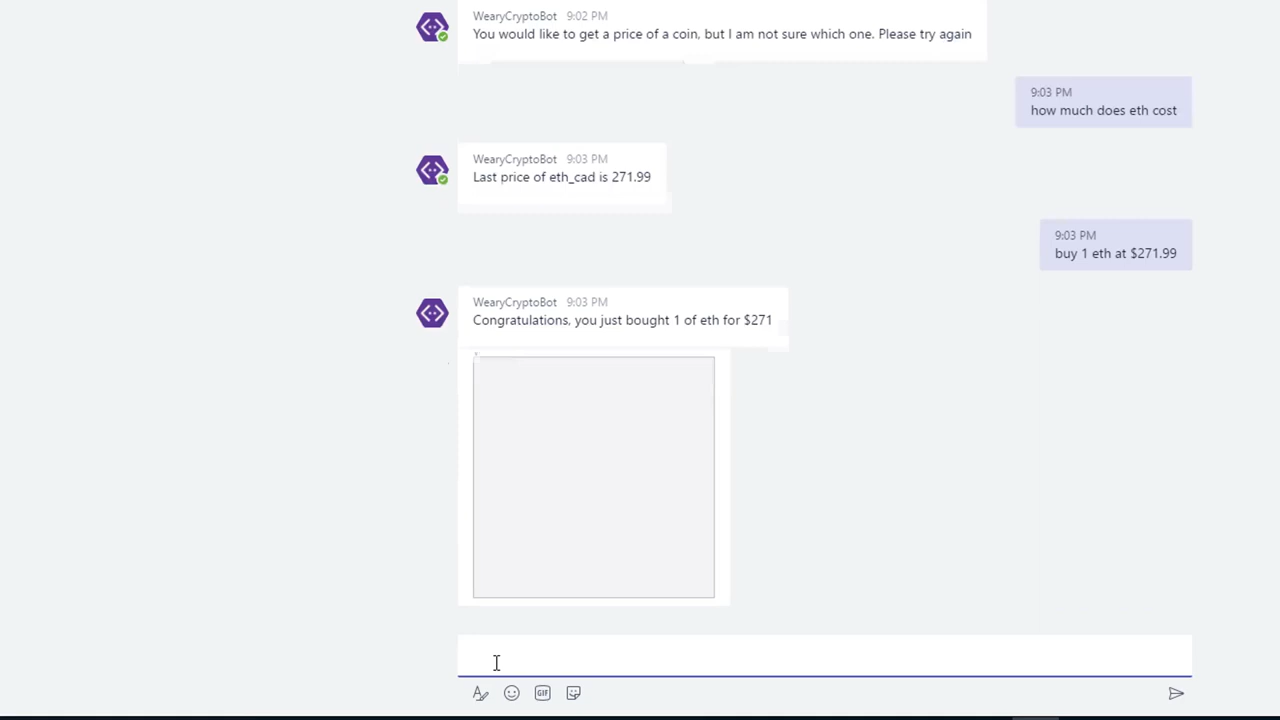 WearyCryptoBot 9:02 PM
You would like to get a price of a coin, but I am not sure which one. Please try again
9:03 PM
how much does eth cost
WearyCryptoBot 9:03 PM
Last price of eth_cad is 271.99
9:03 PM
buy 1 eth at $271.99
WearyCryptoBot 9:03 PM
Congratulations, you just bought 1 of eth for $271
GIF